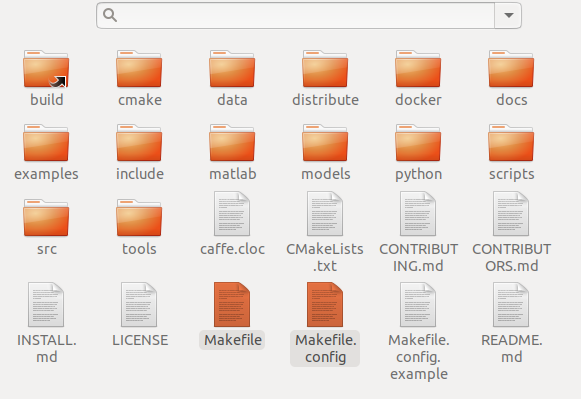 build cmake data distribute docker docs
examples include matlab models python scripts
src tools caffe.cloc CMakeLists CONTRIBUT CONTRIBUT
.txt ING.md ORS.md
INSTALL. LICENSE Makefile Makefile. Makefile. README.
md config config. md
example